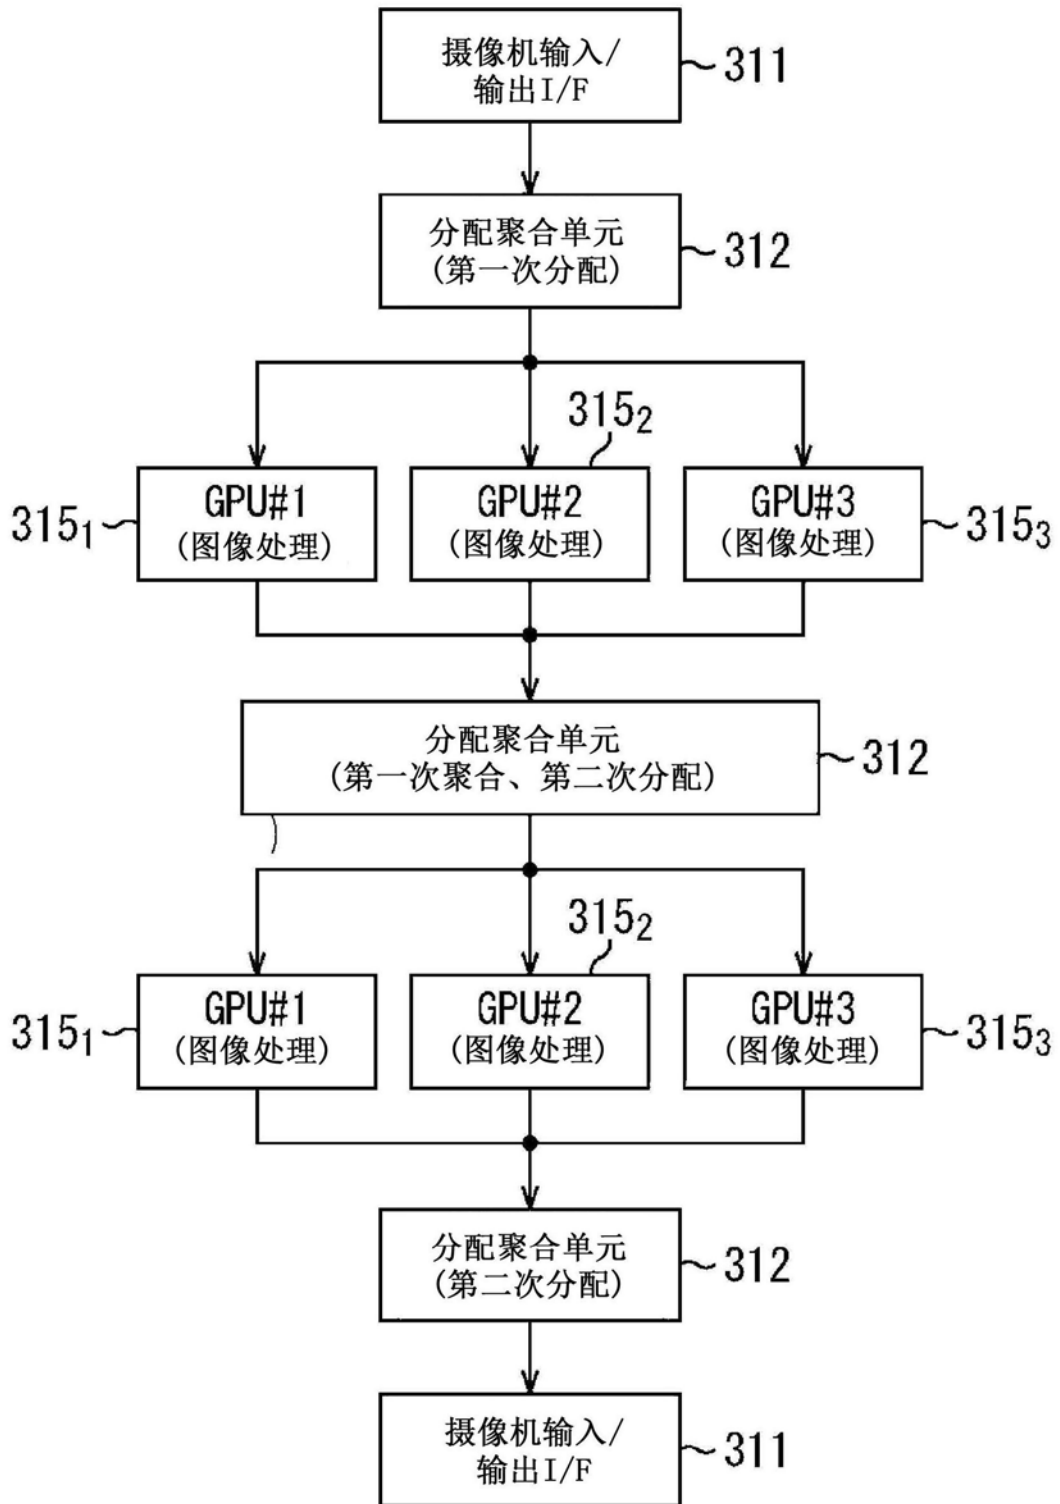 摄像机输入/
输出I/F
311
分配聚合单元
(第一次分配)
312
315₂
GPU#1
(图像处理)
GPU#2
(图像处理)
GPU#3
(图像处理)
315₁
315₃
分配聚合单元
(第一次聚合、第二次分配)
312
315₂
GPU#1
(图像处理)
GPU#2
(图像处理)
GPU#3
(图像处理)
315₁
315₃
分配聚合单元
(第二次分配)
312
摄像机输入/
输出I/F
311